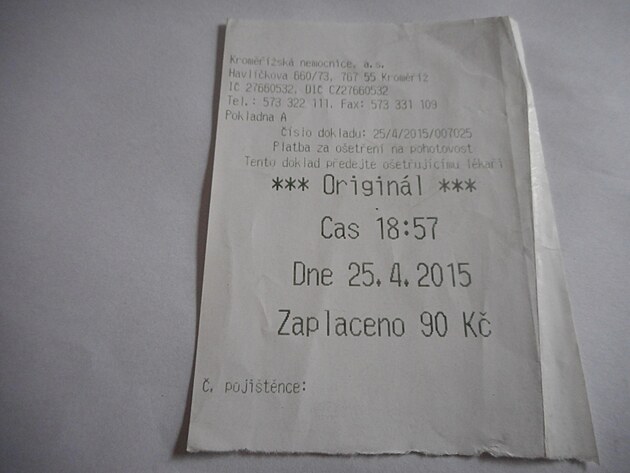 Kroměřížská nemocnice, a.s.
Havlíčkova 660/73, 767 55 Kroměříž
IČ 27660532, DIČ CZ27660532
Tel.: 573 322 111, Fax: 573 331 109
Pokladna A
Číslo dokladu: 25/4/2015/007025
Platba za ošetření na pohotovost
Tento doklad předejte ošetřujícímu lékaři
*** Originál ***
Cas 18:57
Dne 25.4.2015
Zaplaceno 90 Kč
Č. pojištěnce: